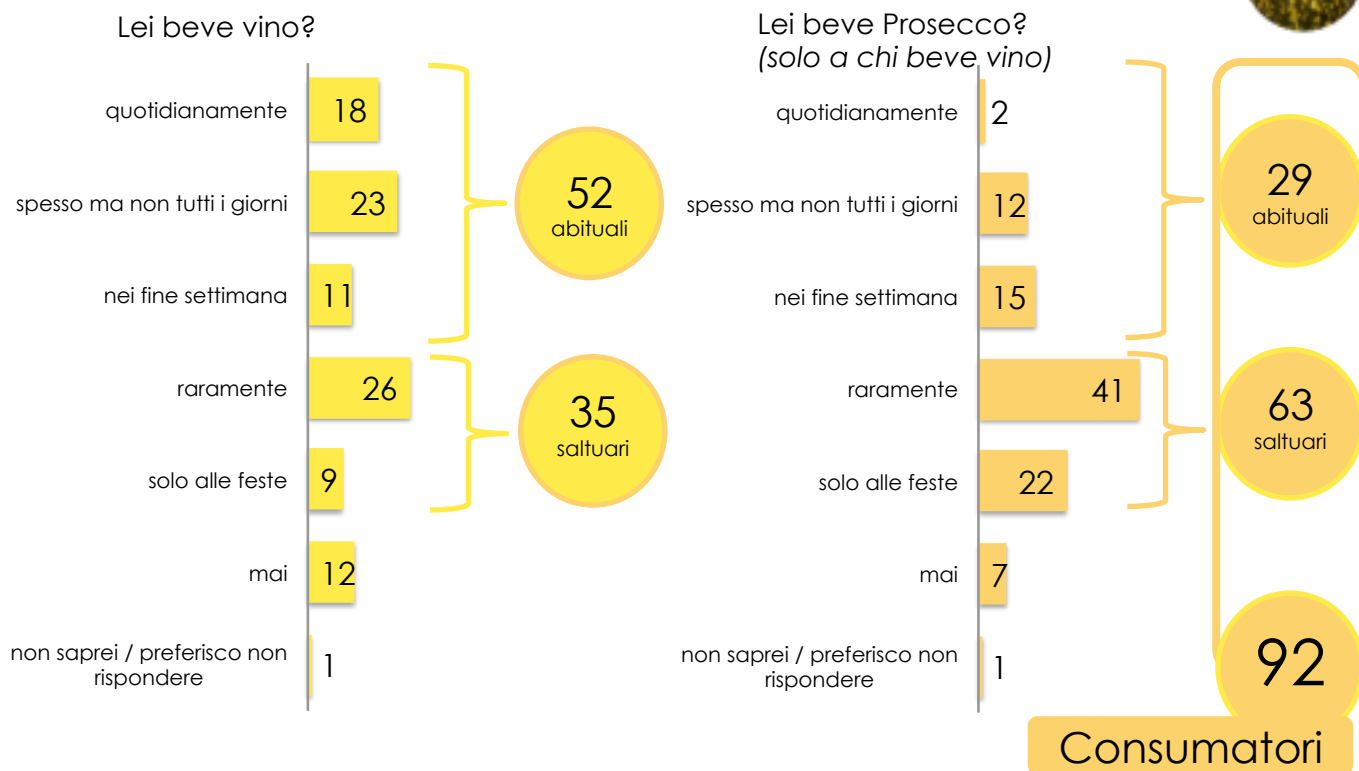 Lei beve vino?
quotidianamente
18
spesso ma non tutti i giorni
23
nei fine settimana
11
52
abituali
raramente
26
solo alle feste
9
35
saltuari
mai
12
non saprei / preferisco non
rispondere
1
Lei beve Prosecco?
(solo a chi beve vino)
quotidianamente
2
spesso ma non tutti i giorni
12
nei fine settimana
15
29
abituali
raramente
41
solo alle feste
22
63
saltuari
mai
7
non saprei / preferisco non
rispondere
1
92
Consumatori